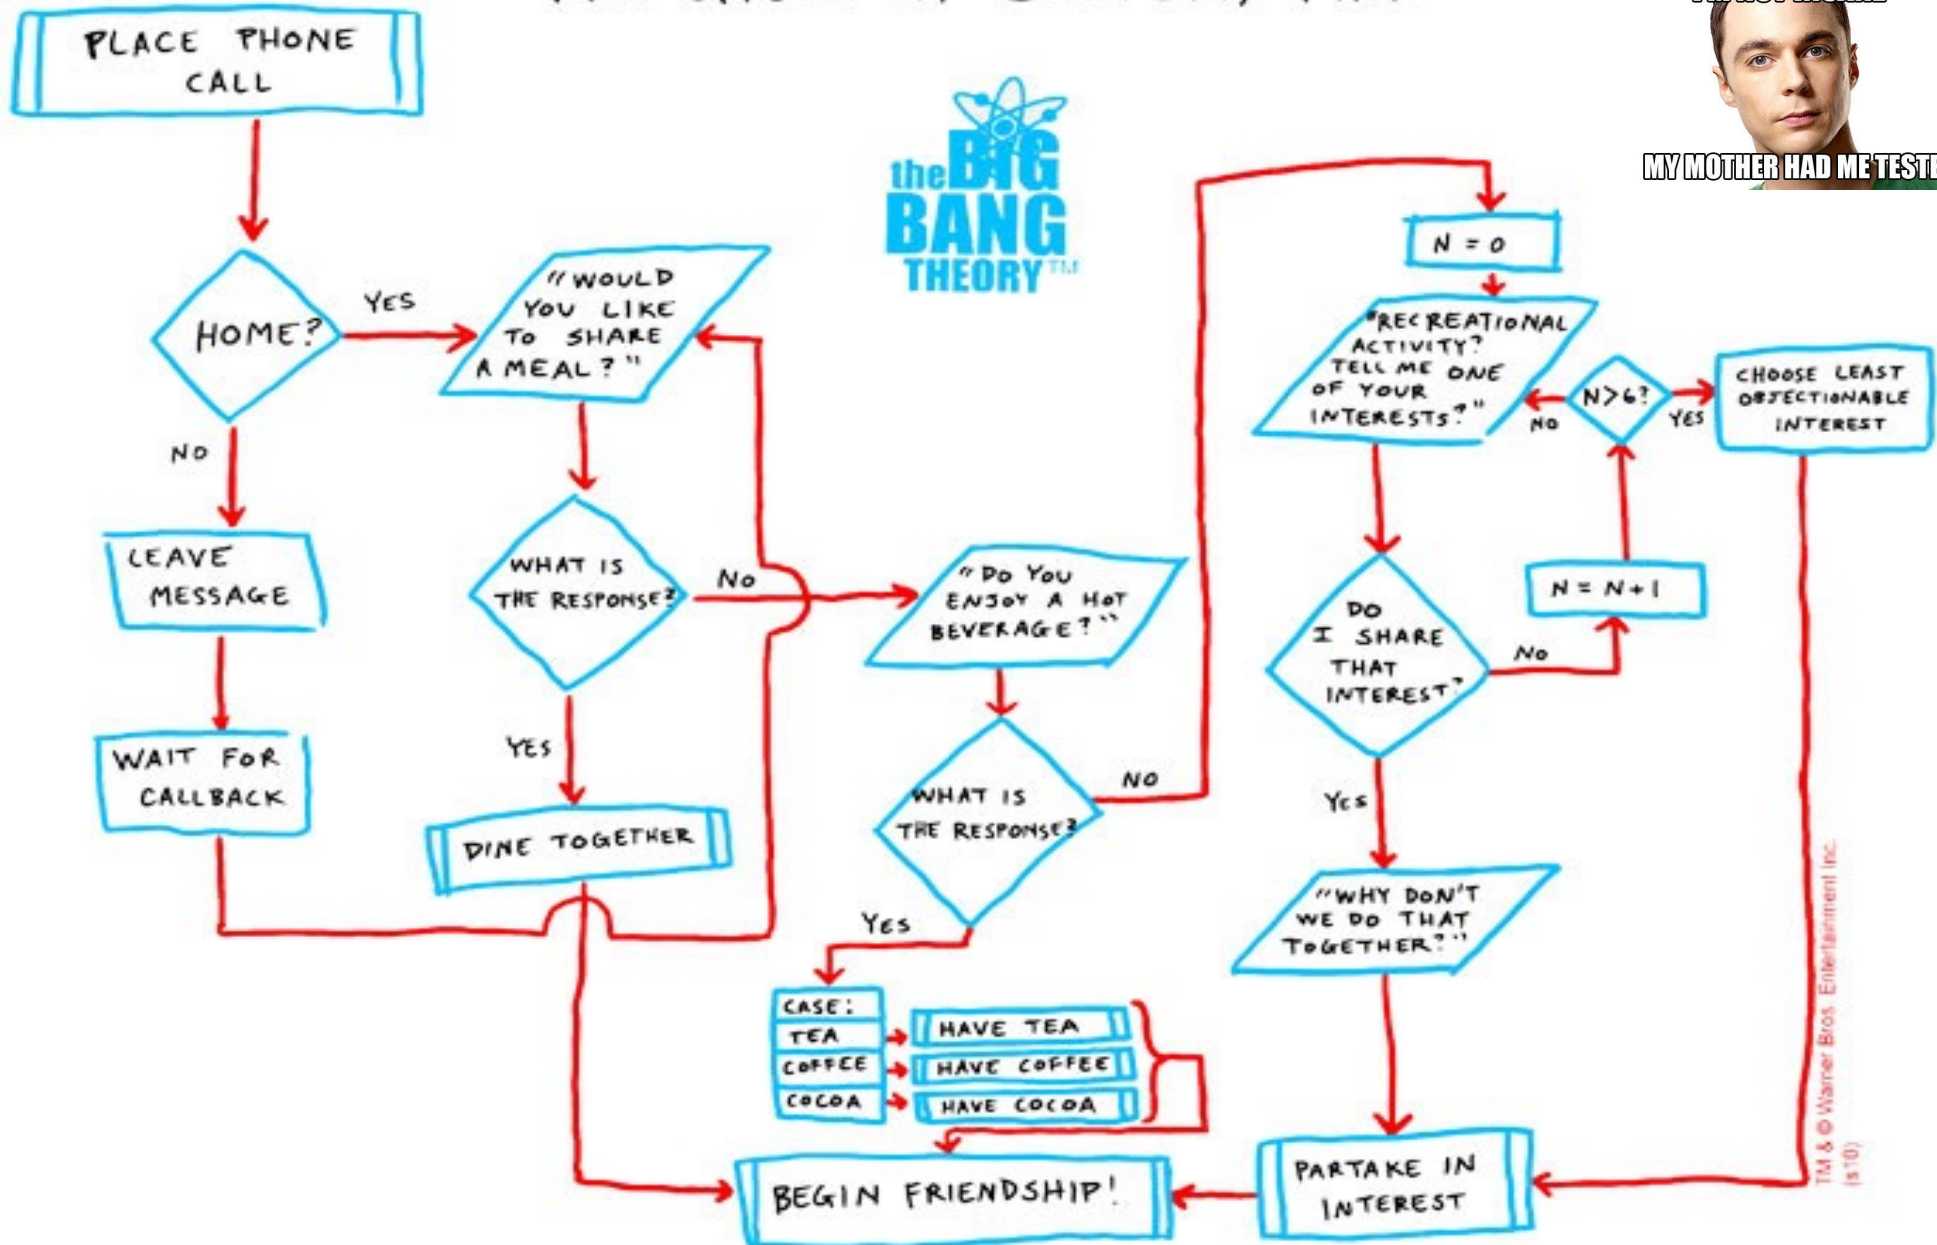 PLACE PHONE
CALL
HOME?
YES
NO
LEAVE
MESSAGE
WAIT FOR
CALLBACK
"WOULD
YOU LIKE
TO SHARE
A MEAL?"
WHAT IS
THE RESPONSE?
No
YES
DINE TOGETHER
the BIG
BANG
THEORY™
"DO YOU
ENJOY A HOT
BEVERAGE?"
WHAT IS
THE RESPONSE?
NO
YES
CASE:
TEA
COFFEE
COCOA
HAVE TEA
HAVE COFFEE
HAVE COCOA
N = 0
"RECREATIONAL
ACTIVITY?
TELL ME ONE
OF YOUR
INTERESTS?"
N>6?
NO
YES
CHOOSE LEAST
OBJECTIONABLE
INTEREST
N = N+1
DO
I SHARE
THAT
INTEREST?
No
YES
"WHY DON'T
WE DO THAT
TOGETHER?"
PARTAKE IN
INTEREST
BEGIN FRIENDSHIP!
MY MOTHER HAD ME
TM & © Warner Bros. Entertainment Inc.
(s10)